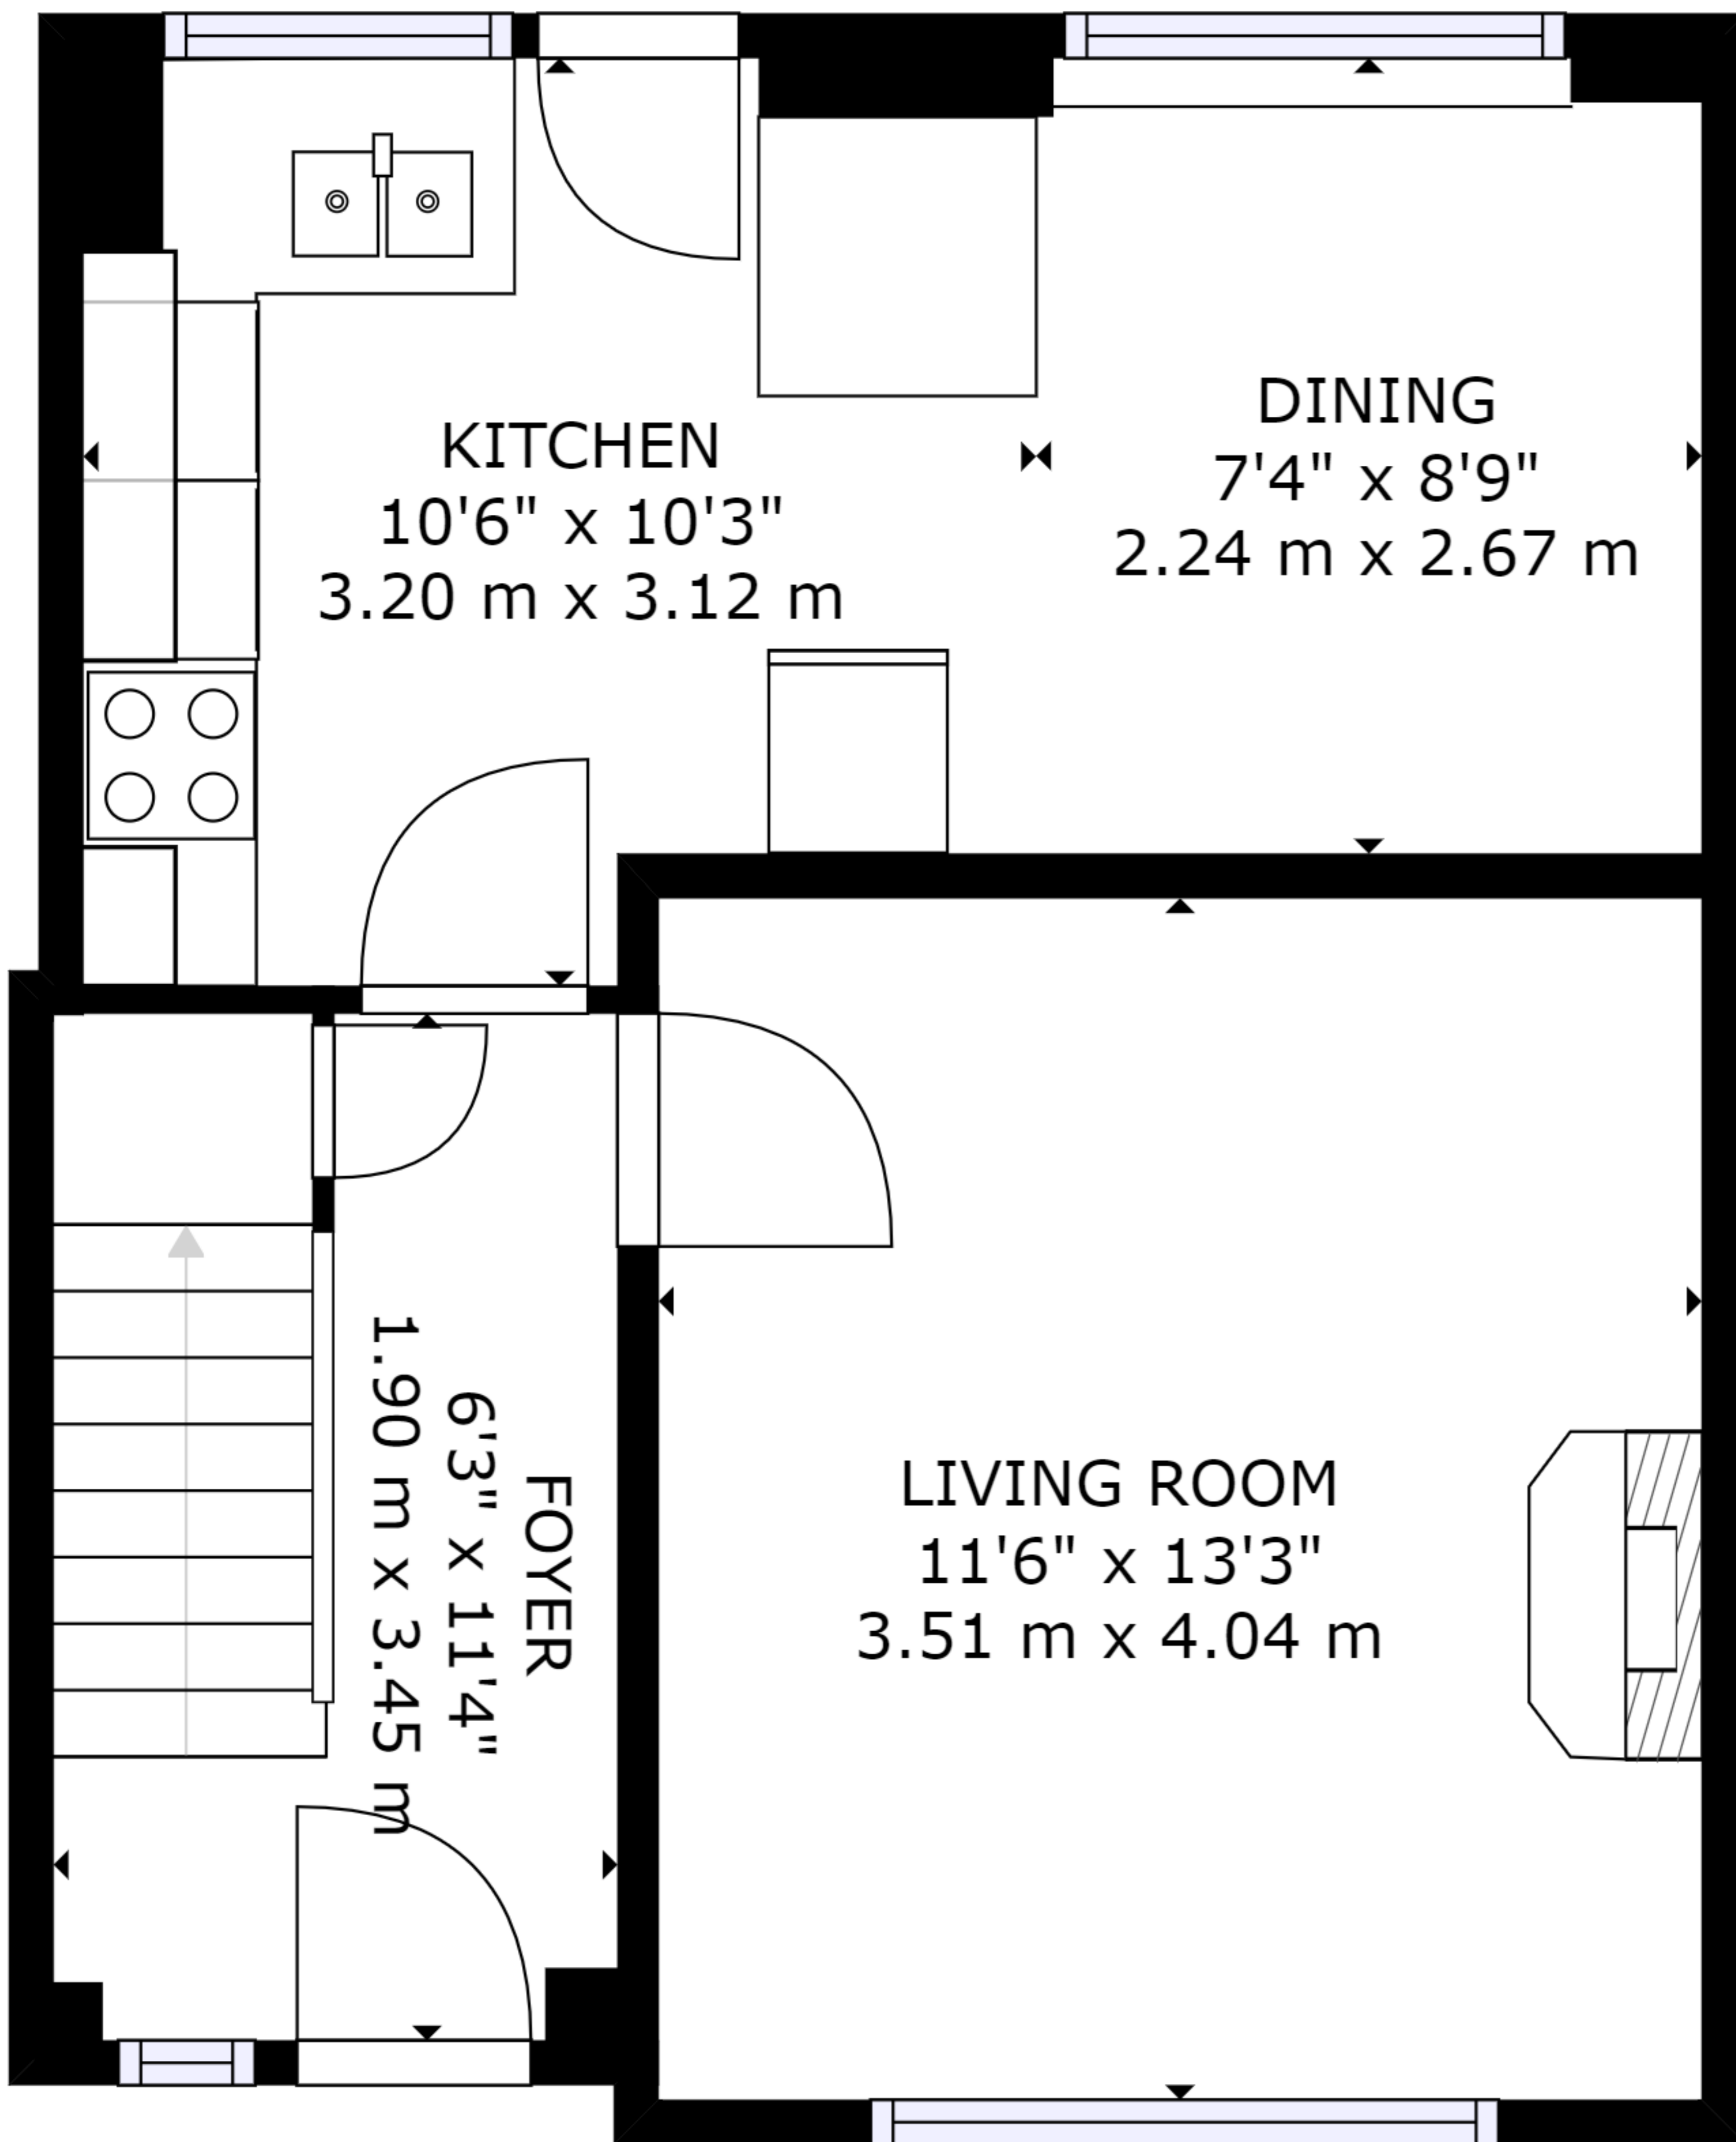 KITCHEN
10'6" x 10'3"
3.20 m x 3.12 m
DINING
7'4" x 8'9"
2.24 m x 2.67 m
FOYER
6'3" x 11'4"
1.90 m x 3.45 m
LIVING ROOM
11'6" x 13'3"
3.51 m x 4.04 m